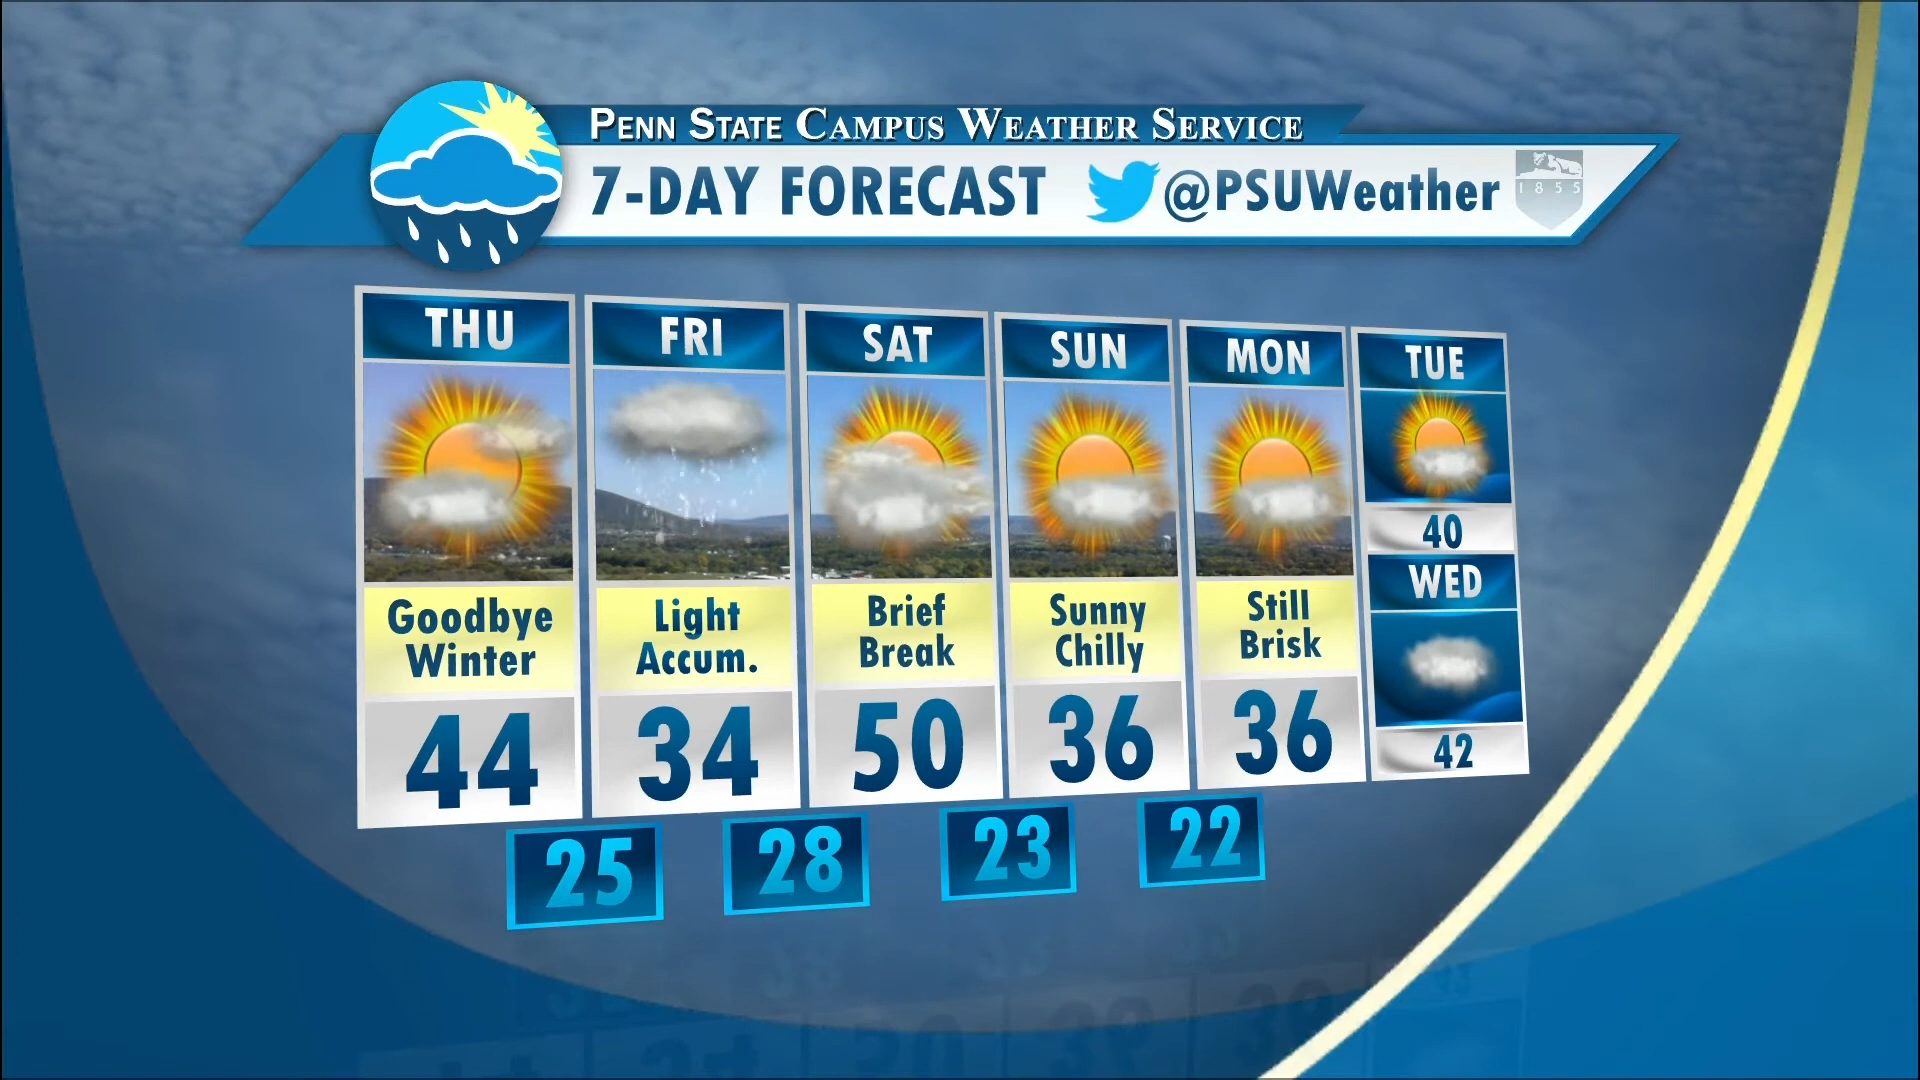 PENN STATE CAMPUS WEATHER SERVICE
7-DAY FORECAST @PSUWeather
1855
THU
FRI
SAT
SUN
MON
TUE
40
WED
42
Goodbye
Winter
Light
Accum.
Brief
Break
Sunny
Chilly
Still
Brisk
44
34
50
36
36
25
28
23
22